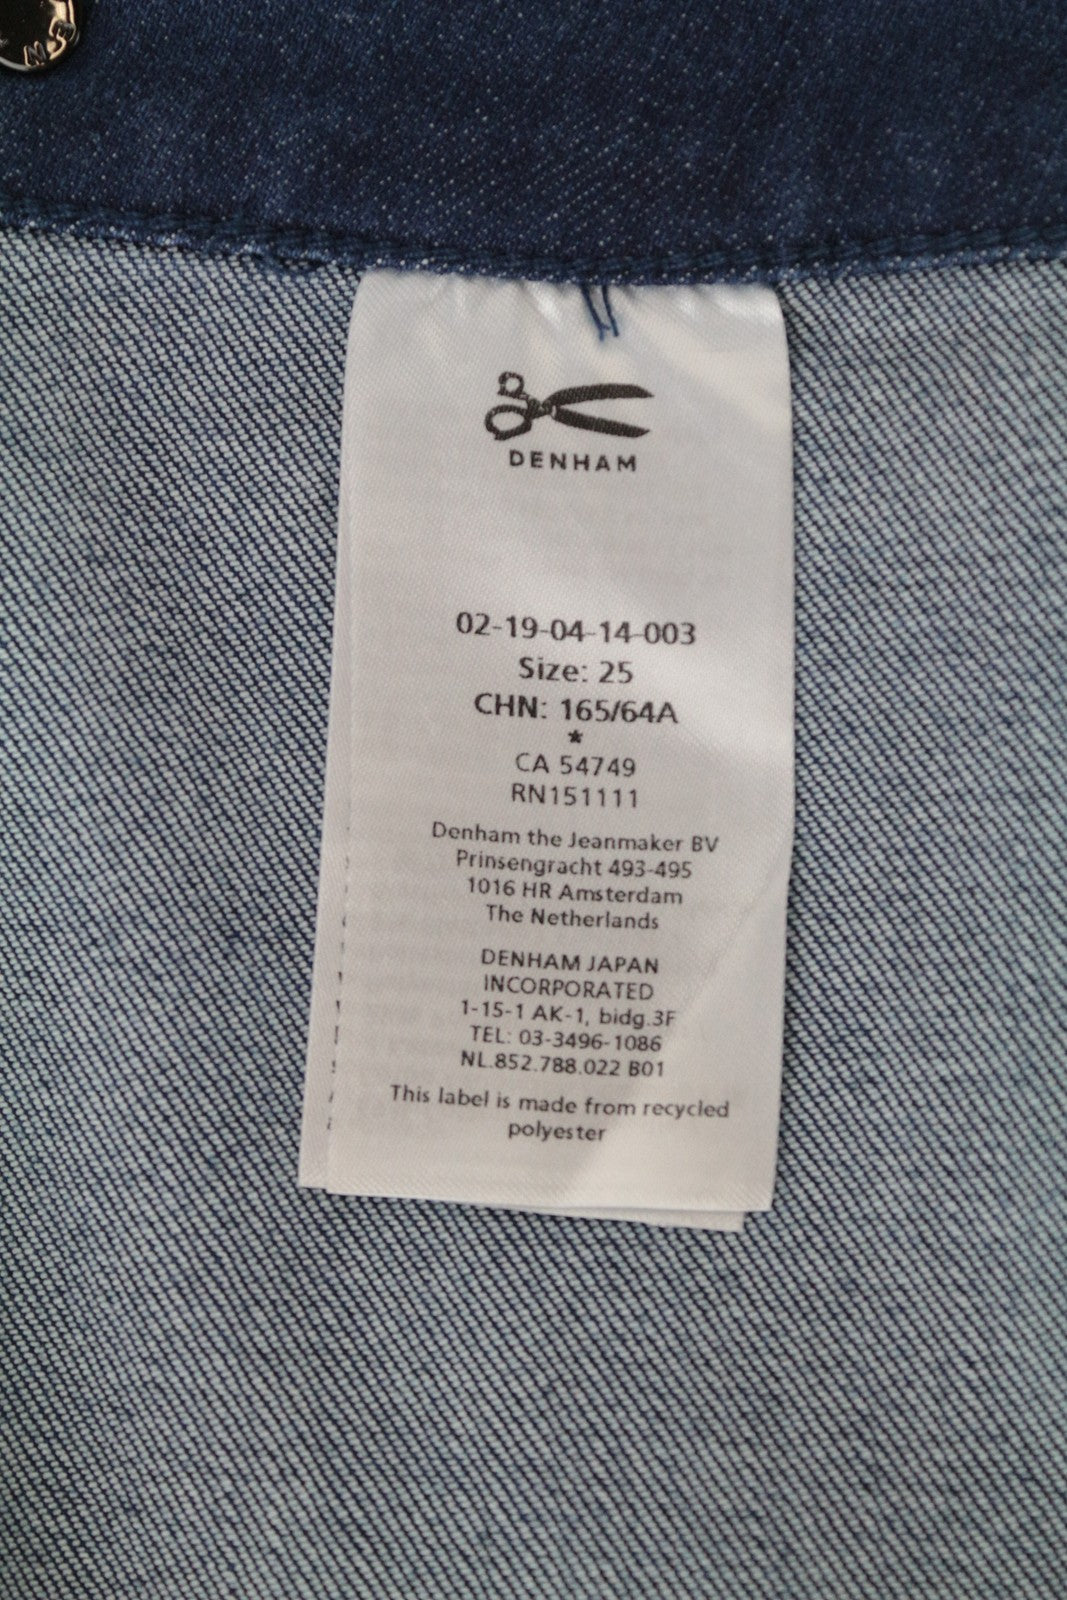 DENHAM
02-19-04-14-003
Size: 25
CHN: 165/64A
*
CA 54749
RN151111
Denham the Jeanmaker BV
Prinsengracht 493-495
1016 HR Amsterdam
The Netherlands
DENHAM JAPAN
INCORPORATED
1-15-1 AK-1, bidg.3F
TEL: 03-3496-1086
NL.852.788.022 B01
This label is made from recycled
polyester